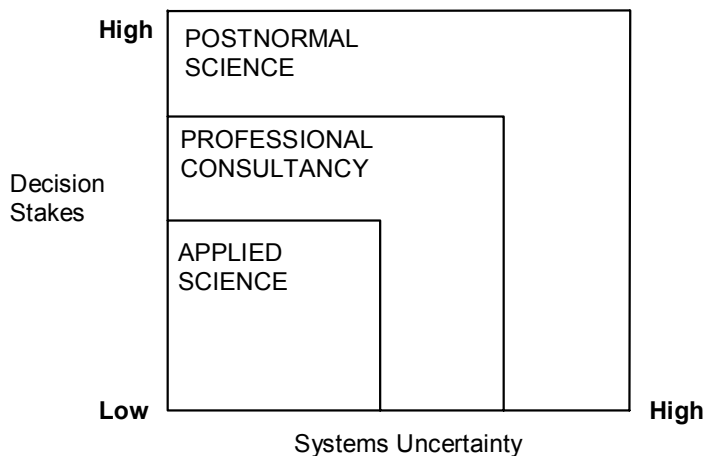 High
POSTNORMAL
SCIENCE
PROFESSIONAL
CONSULTANCY
Decision
Stakes
APPLIED
SCIENCE
Low
High
Systems Uncertainty